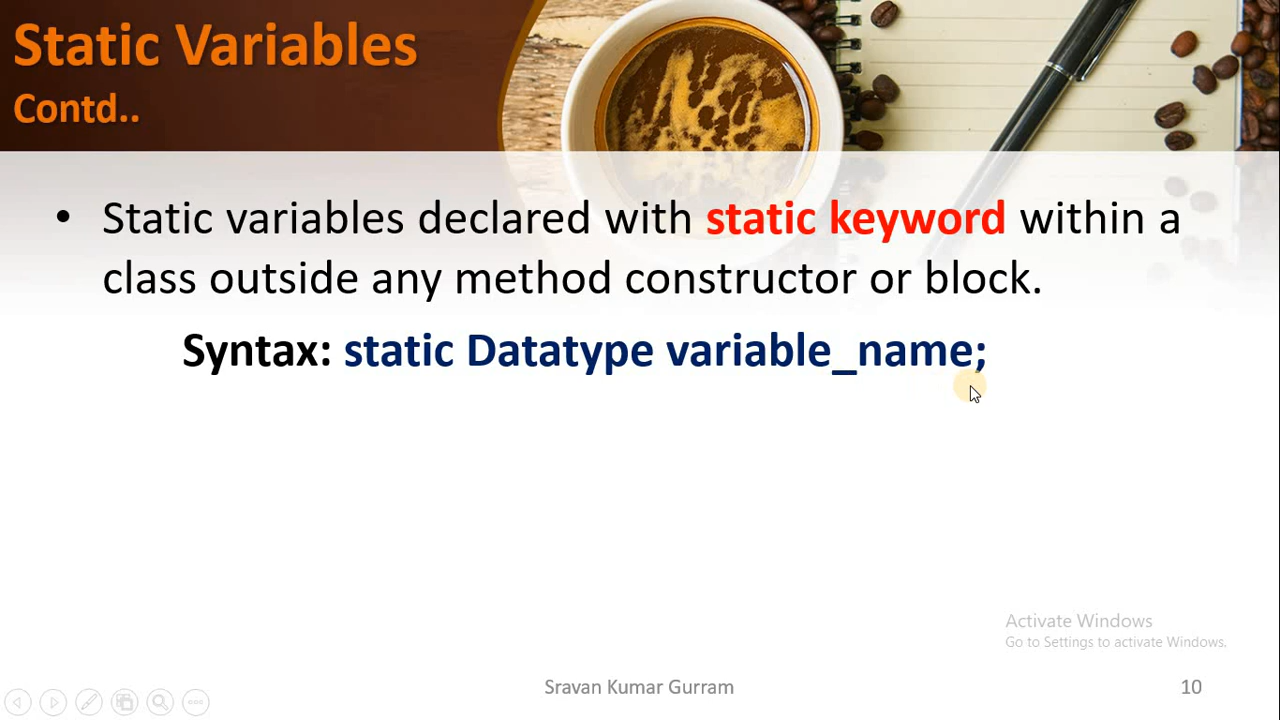 Static Variables
Contd..
• Static variables declared with static keyword within a
class outside any method constructor or block.
Syntax: static Datatype variable_name;
Activate Windows
Go to Settings to activate Windows.
Sravan Kumar Gurram
10